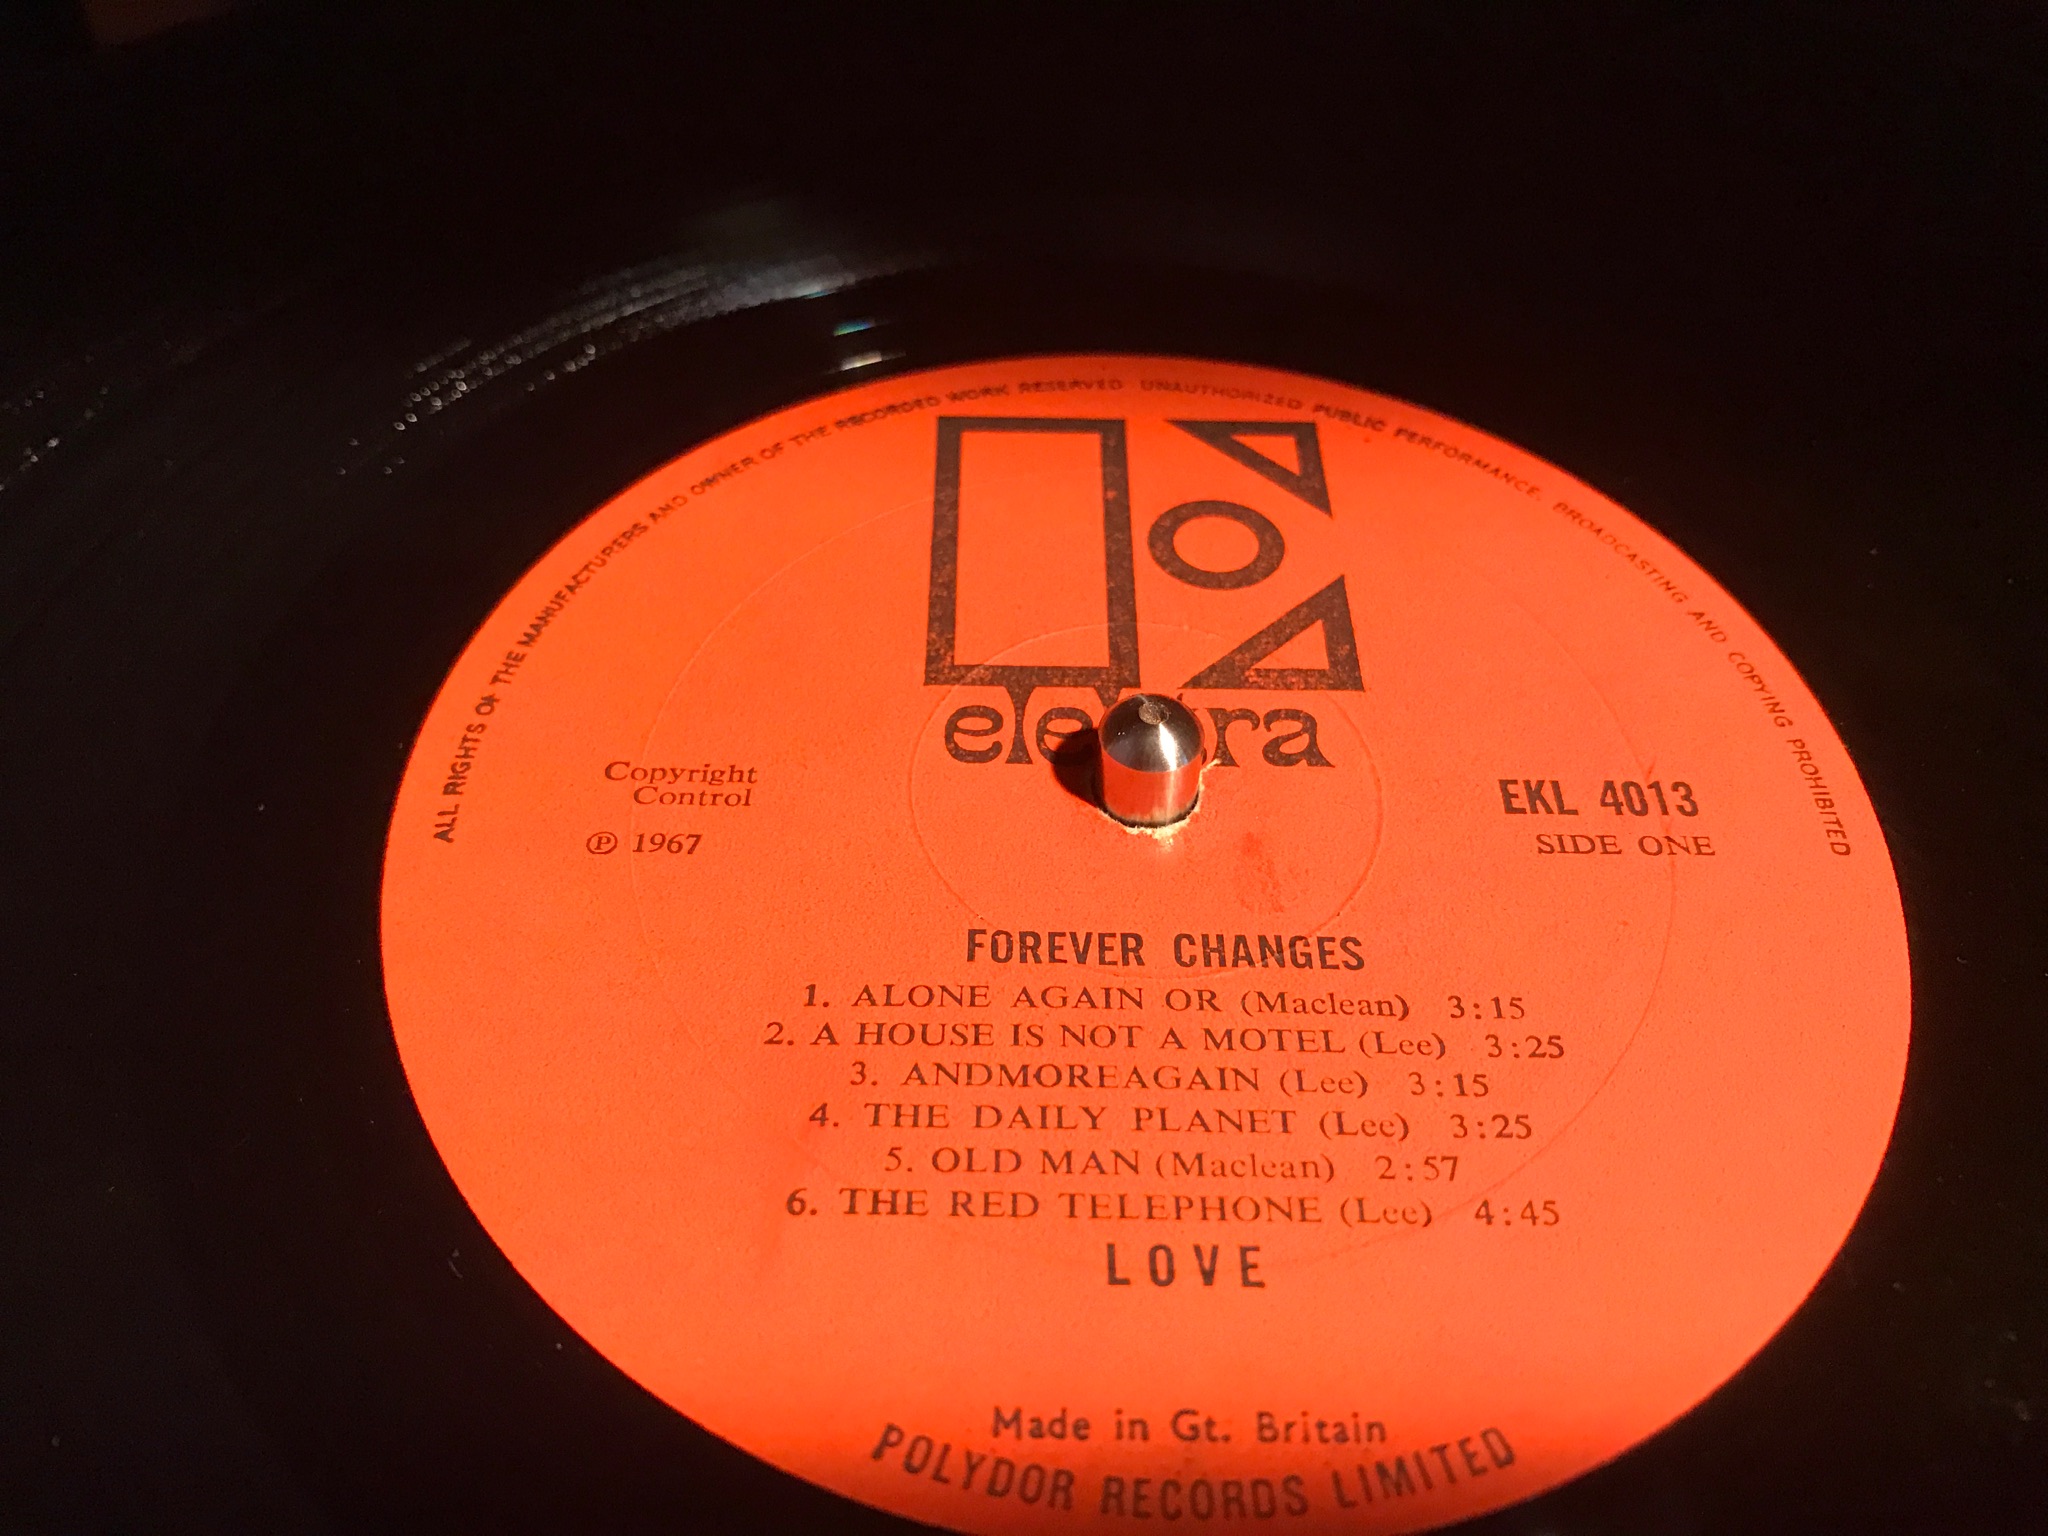 ALL RIGHTS OF THE MANUFACTURERS AND OWNER OF THE RECORDED WORK RESERVED UNAUTHORIZED PUBLIC PERFORMANCE, BROADCASTING AND COPYING PROHIBITED
elektra
Copyright
Control
℗ 1967
EKL 4013
SIDE ONE
FOREVER CHANGES
1. ALONE AGAIN OR (Maclean) 3:15
2. A HOUSE IS NOT A MOTEL (Lee) 3:25
3. ANDMOREAGAIN (Lee) 3:15
4. THE DAILY PLANET (Lee) 3:25
5. OLD MAN (Maclean) 2:57
6. THE RED TELEPHONE (Lee) 4:45
LOVE
Made in Gt. Britain
POLYDOR RECORDS LIMITED